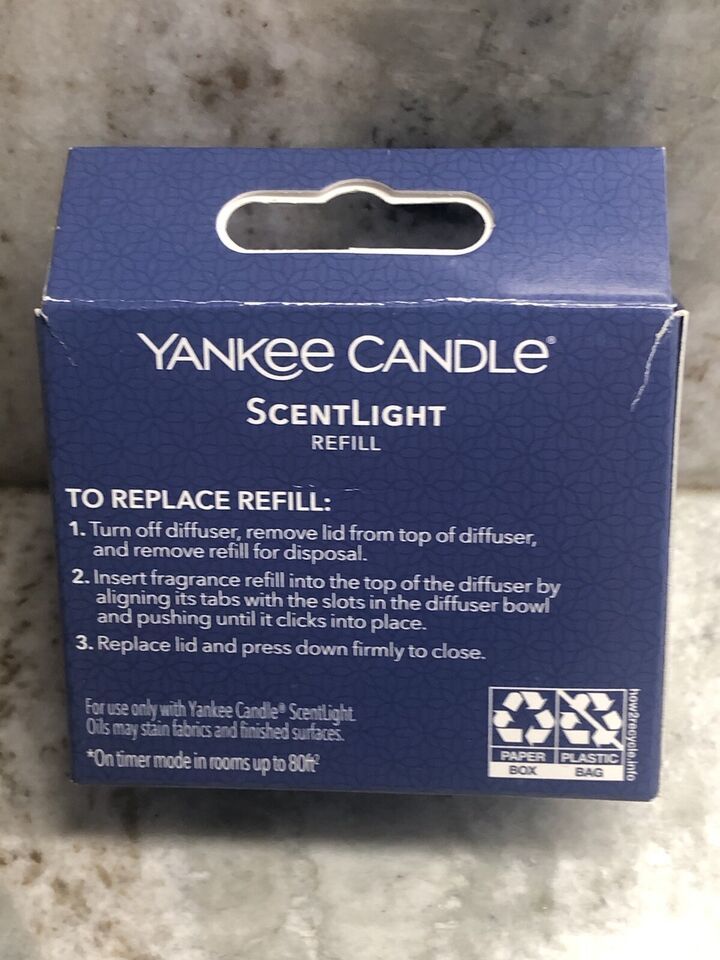 YANKEE CANDLE®
SCENTLIGHT
REFILL
TO REPLACE REFILL:
1. Turn off diffuser, remove lid from top of diffuser,
and remove refill for disposal.
2. Insert fragrance refill into the top of the diffuser by
aligning its tabs with the slots in the diffuser bowl
and pushing until it clicks into place.
3. Replace lid and press down firmly to close.
For use only with Yankee Candle® ScentLight.
Oils may stain fabrics and finished surfaces.
*On timer mode in rooms up to 80ft²
PAPER PLASTIC
BOX BAG
how2recycle.info